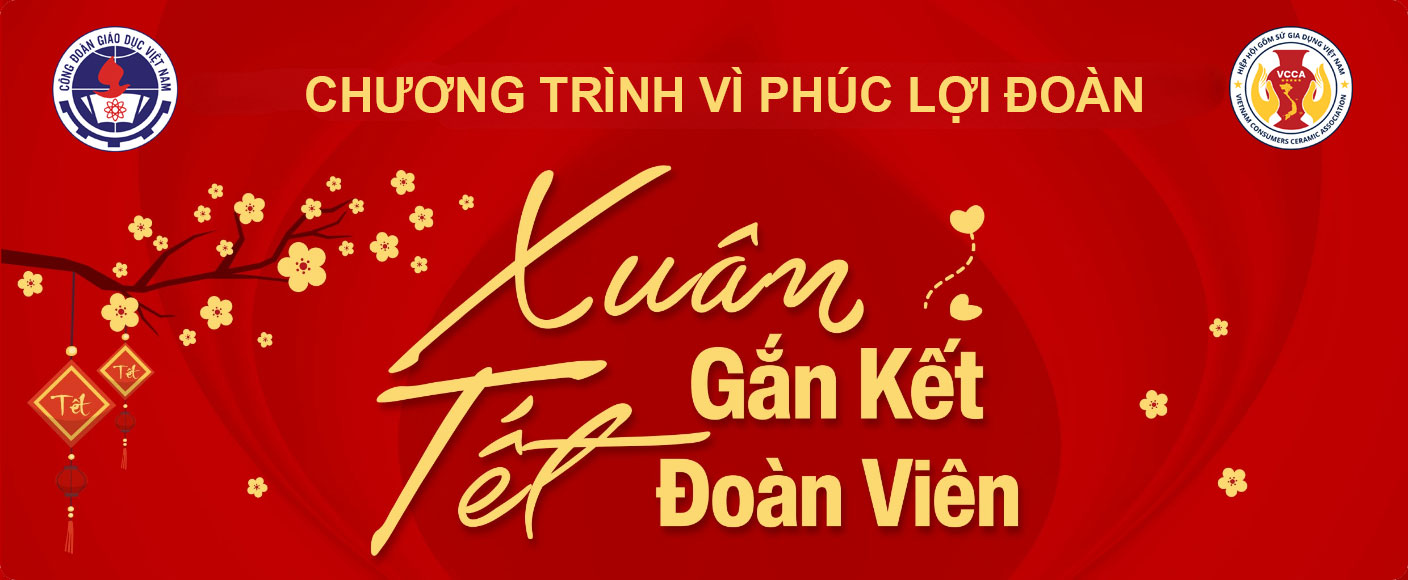 CÔNG ĐOÀN GIÁO DỤC VIỆT NAM
CHƯƠNG TRÌNH VÌ PHÚC LỢI ĐOÀN
HIỆP HỘI GỐM SỨ GIA DỤNG VIỆT NAM
VCCA
VIETNAM CONSUMERS CERAMIC ASSOCIATION
Xuân
Gắn Kết
Tết
Đoàn Viên
Tết
Tết